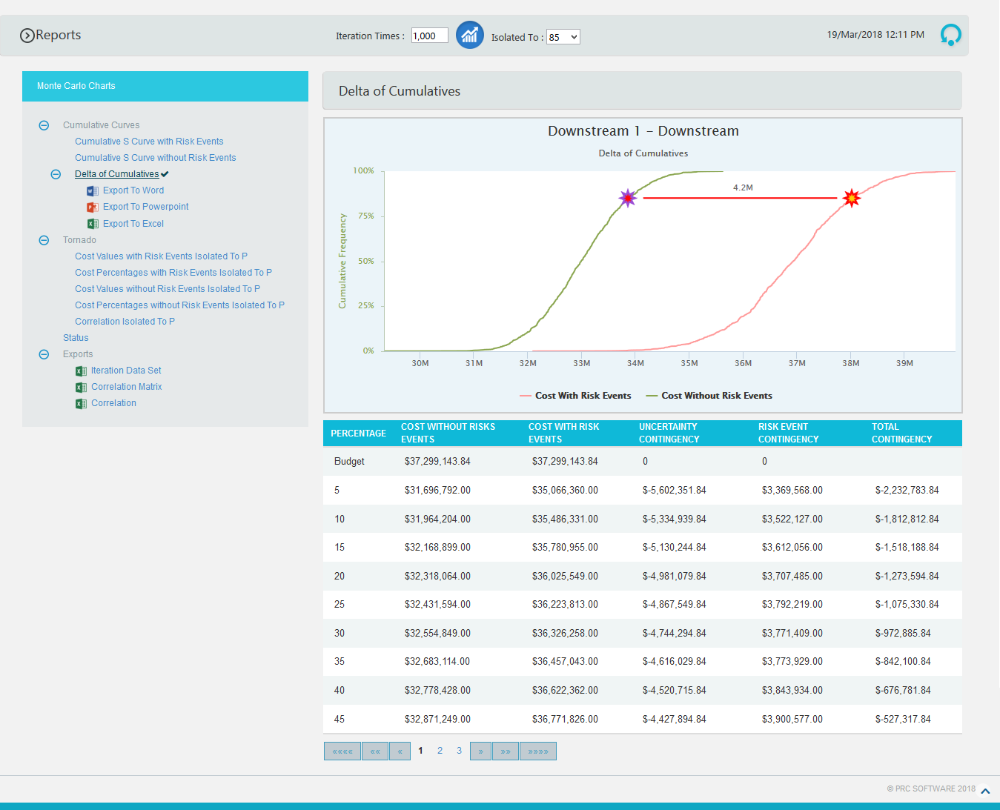 Reports
Iteration Times : 1,000
Isolated To : 85
19/Mar/2018 12:11 PM
Monte Carlo Charts
Cumulative Curves
Cumulative S Curve with Risk Events
Cumulative S Curve without Risk Events
Delta of Cumulatives
Export To Word
Export To Powerpoint
Export To Excel
Tornado
Cost Values with Risk Events Isolated To P
Cost Percentages with Risk Events Isolated To P
Cost Values without Risk Events Isolated To P
Cost Percentages without Risk Events Isolated To P
Correlation Isolated To P
Status
Exports
Iteration Data Set
Correlation Matrix
Correlation
Delta of Cumulatives
Downstream 1 – Downstream
Delta of Cumulatives
Cumulative Frequency
100%
75%
50%
25%
0%
4.2M
30M 31M 32M 33M 34M 35M 36M 37M 38M 39M
Cost With Risk Events Cost Without Risk Events
PERCENTAGE COST WITHOUT RISKS EVENTS COST WITH RISK EVENTS UNCERTAINTY CONTINGENCY RISK EVENT CONTINGENCY TOTAL CONTINGENCY
Budget $37,299,143.84 $37,299,143.84 0 0
5 $31,696,792.00 $35,066,360.00 $-5,602,351.84 $3,369,568.00 $-2,232,783.84
10 $31,964,204.00 $35,486,331.00 $-5,334,939.84 $3,522,127.00 $-1,812,812.84
15 $32,168,899.00 $35,780,955.00 $-5,130,244.84 $3,612,056.00 $-1,518,188.84
20 $32,318,064.00 $36,025,549.00 $-4,981,079.84 $3,707,485.00 $-1,273,594.84
25 $32,431,594.00 $36,223,813.00 $-4,867,549.84 $3,792,219.00 $-1,075,330.84
30 $32,554,849.00 $36,326,258.00 $-4,744,294.84 $3,771,409.00 $-972,885.84
35 $32,683,114.00 $36,457,043.00 $-4,616,029.84 $3,773,929.00 $-842,100.84
40 $32,778,428.00 $36,622,362.00 $-4,520,715.84 $3,843,934.00 $-676,781.84
45 $32,871,249.00 $36,771,826.00 $-4,427,894.84 $3,900,577.00 $-527,317.84
«««« «« « 1 2 3 » »» »»»»
© PRC SOFTWARE 2018